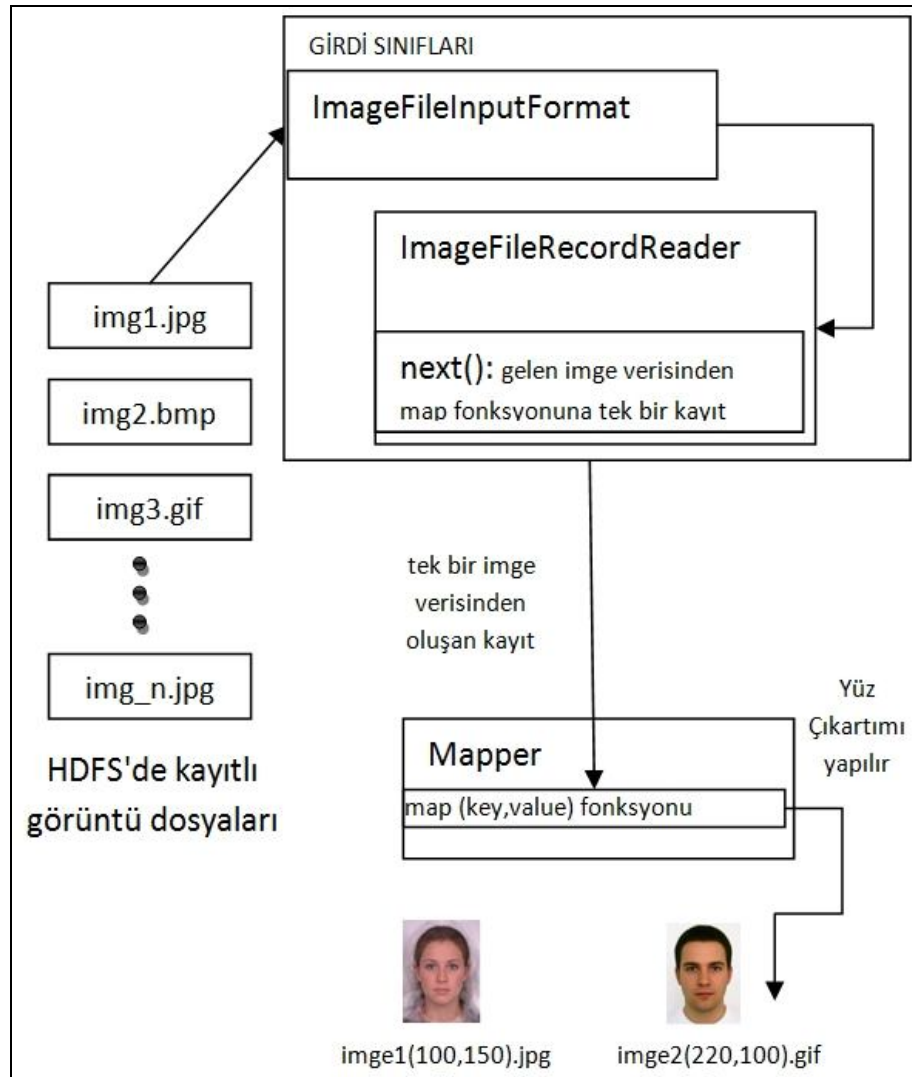 GİRDİ SINIFLARI
ImageFileInputFormat
ImageFileRecordReader
next(): gelen imge verisinden
map fonksyonuna tek bir kayıt
img1.jpg
img2.bmp
img3.gif
img_n.jpg
HDFS'de kayıtlı
görüntü dosyaları
tek bir imge
verisinden
oluşan kayıt
Mapper
map (key,value) fonksyonu
Yüz
Çıkartımı
yapılır
imge1(100,150).jpg
imge2(220,100).gif